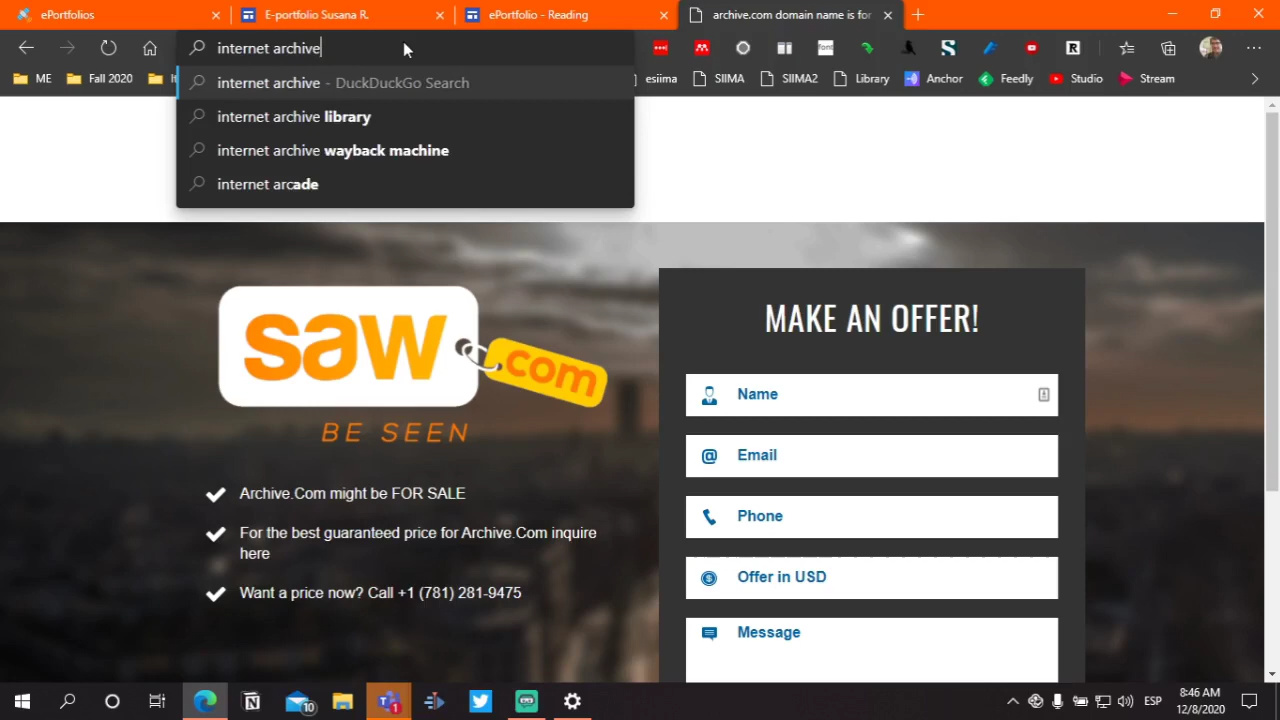 ePortfolios
E-portfolio Susana R.
ePortfolio - Reading
archive.com domain name is for
internet archive
esiima
SIIMA
SIIMA2
Library
Anchor
Feedly
Studio
Stream
ME
Fall 2020
internet archive - DuckDuckGo Search
internet archive library
internet archive wayback machine
internet arcade
saw.com
BE SEEN
Archive.Com might be FOR SALE
For the best guaranteed price for Archive.Com inquire
here
Want a price now? Call +1 (781) 281-9475
MAKE AN OFFER!
Name
Email
Phone
Offer in USD
Message
10
1
ESP
8:46 AM
12/8/2020